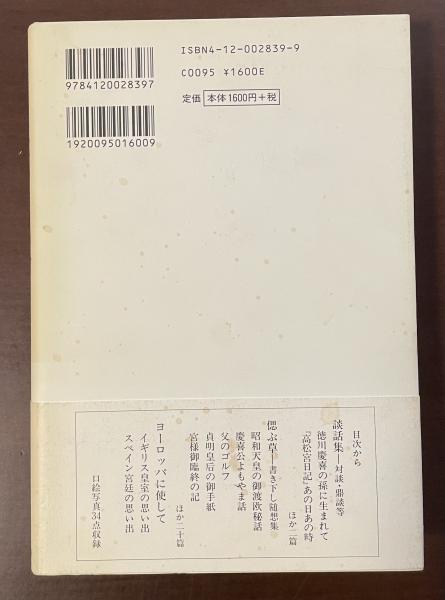 ISBN4-12-002839-9
C0095 ¥1600E
定価 本体1600円+税
9784120028397
1920095016009
目次から
談話集―対談・鼎談等
徳川慶喜の孫に生まれて
『高松宮日記』あの日あの時
ほか二篇
偲ぶ草―書き下し随想集
昭和天皇の御渡欧秘話
慶喜公よもやま話
父のゴルフ
貞明皇后の御手紙
宮様御臨終の記
ほか二十篇
ヨーロッパに使して
イギリス皇室の思い出
スペイン宮廷の思い出
口絵写真34点収録